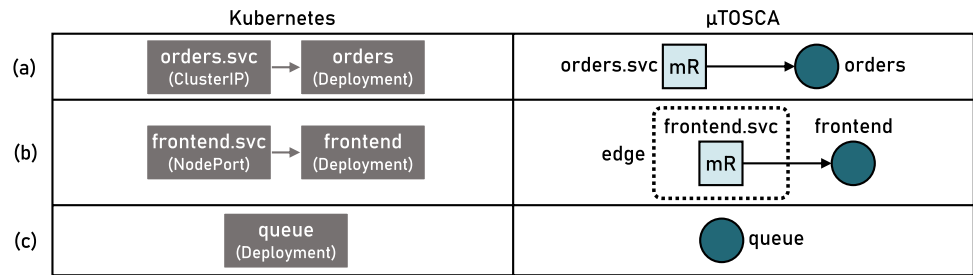 Kubernetes
μTOSCA
(a)
orders.svc
(ClusterIP)
orders
(Deployment)
orders.svc
mR
orders
(b)
frontend.svc
(NodePort)
frontend
(Deployment)
edge
frontend.svc
mR
frontend
(c)
queue
(Deployment)
queue